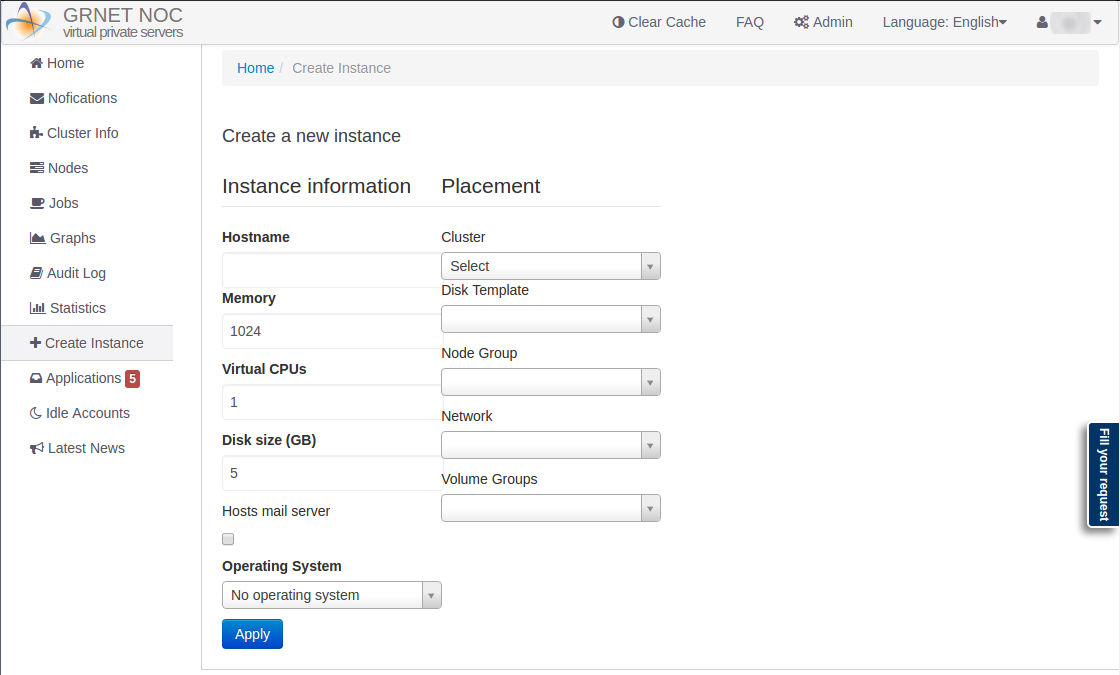 GRNET NOC
virtual private servers
Clear Cache FAQ Admin Language: English
Home
Nofications
Cluster Info
Nodes
Jobs
Graphs
Audit Log
Statistics
Create Instance
Applications 5
Idle Accounts
Latest News
Home / Create Instance
Create a new instance
Instance information
Hostname
Memory
1024
Virtual CPUs
1
Disk size (GB)
5
Hosts mail server
Operating System
No operating system
Apply
Placement
Cluster
Select
Disk Template
Node Group
Network
Volume Groups
Fill your request